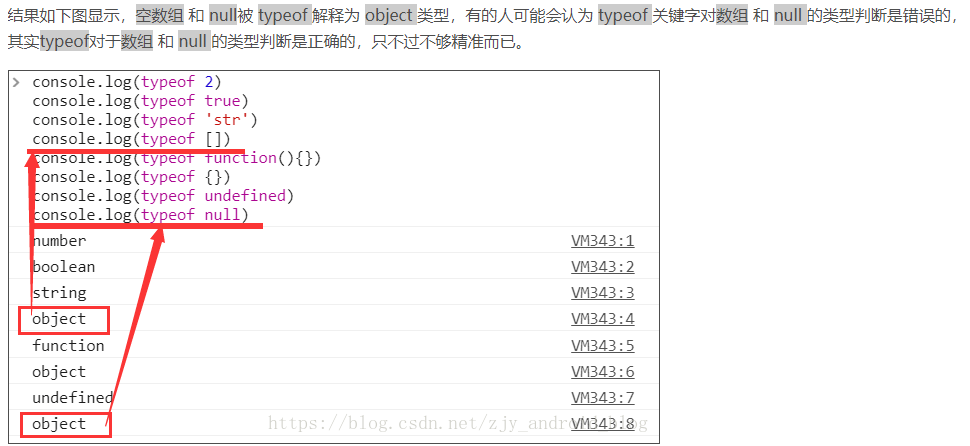 结果如下图显示，空数组 和 null被 typeof 解释为 object 类型，有的人可能会认为 typeof 关键字对数组 和 null 的类型判断是错误的，
其实typeof对于数组 和 null 的类型判断是正确的，只不过不够精准而已。
> console.log(typeof 2)
console.log(typeof true)
console.log(typeof 'str')
console.log(typeof [])
console.log(typeof function(){})
console.log(typeof {})
console.log(typeof undefined)
console.log(typeof null)
number VM343:1
boolean VM343:2
string VM343:3
object VM343:4
function VM343:5
object VM343:6
undefined VM343:7
object VM343:8
https://blog.csdn.net/zjy_android_blog